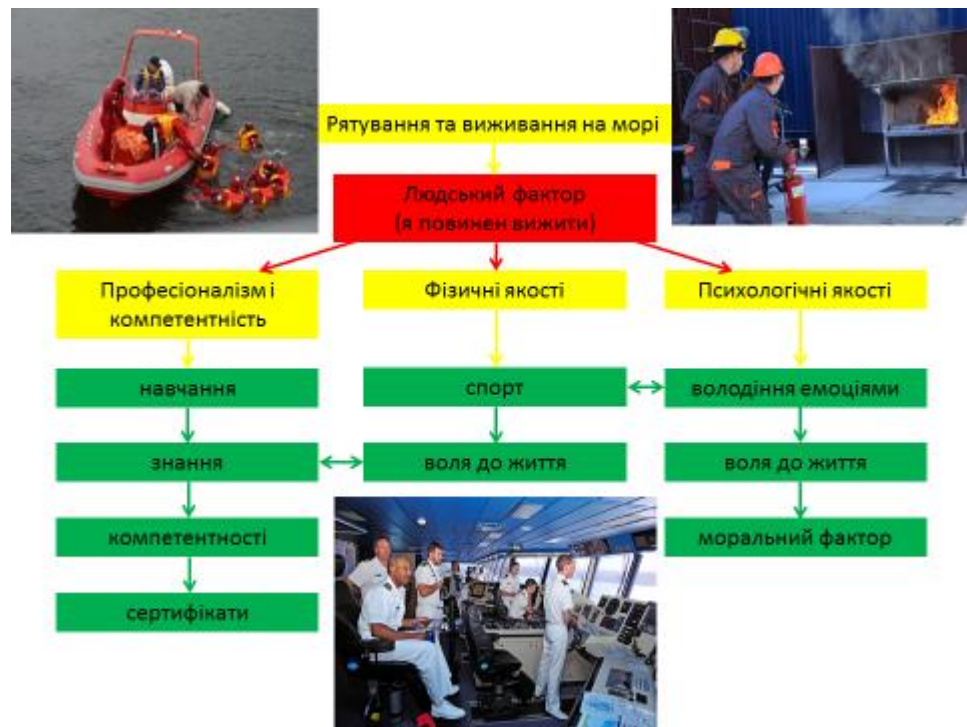 Рятування та виживання на морі
Людський фактор
(я повинен вижити)
Професіоналізм і
компетентність
Фізичні якості
Психологічні якості
навчання
спорт
володіння емоціями
знання
воля до життя
воля до життя
компетентності
моральний фактор
сертифікати